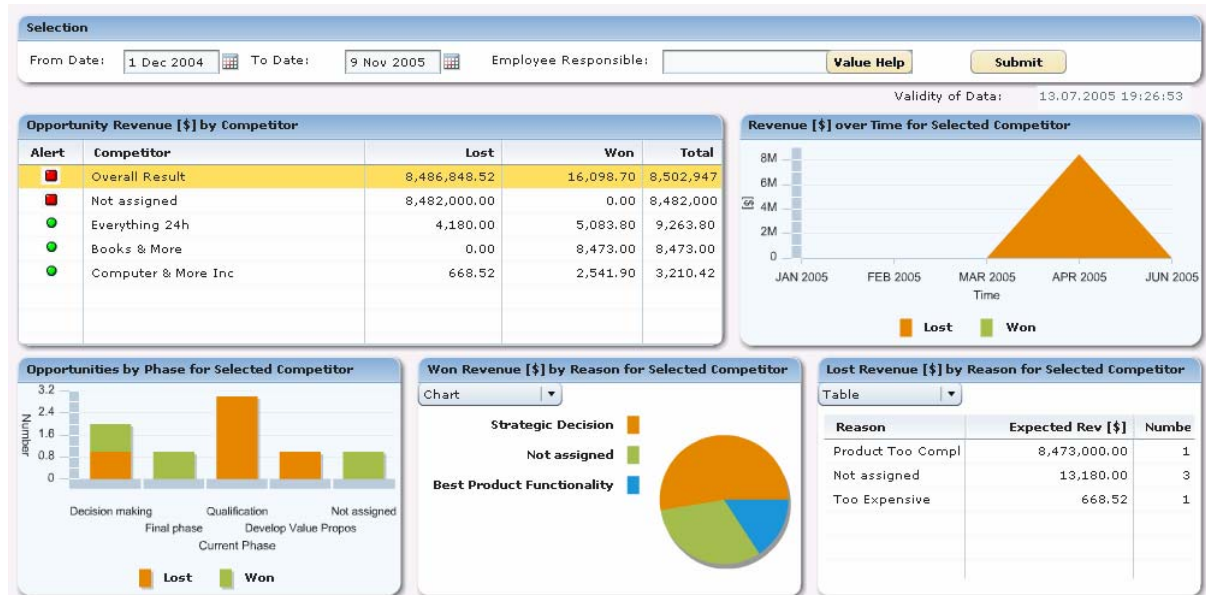 Selection
From Date: 1 Dec 2004 To Date: 9 Nov 2005 Employee Responsible: Value Help Submit
Validity of Data: 13.07.2005 19:26:53
Opportunity Revenue [$] by Competitor
Alert Competitor Lost Won Total
Overall Result 8,486,848.52 16,098.70 8,502,947
Not assigned 8,482,000.00 0.00 8,482,000
Everything 24h 4,180.00 5,083.80 9,263.80
Books & More 0.00 8,473.00 8,473.00
Computer & More Inc 668.52 2,541.90 3,210.42
Revenue [$] over Time for Selected Competitor
8M
6M
[$] 4M
2M
0
JAN 2005 FEB 2005 MAR 2005 APR 2005 JUN 2005
Time
Lost Won
Opportunities by Phase for Selected Competitor
3.2
2.4
Number 1.6
0.8
0
Decision making Qualification Not assigned
Final phase Develop Value Propos
Current Phase
Lost Won
Won Revenue [$] by Reason for Selected Competitor
Chart
Strategic Decision
Not assigned
Best Product Functionality
Lost Revenue [$] by Reason for Selected Competitor
Table
Reason Expected Rev [$] Numbe
Product Too Compl 8,473,000.00 1
Not assigned 13,180.00 3
Too Expensive 668.52 1